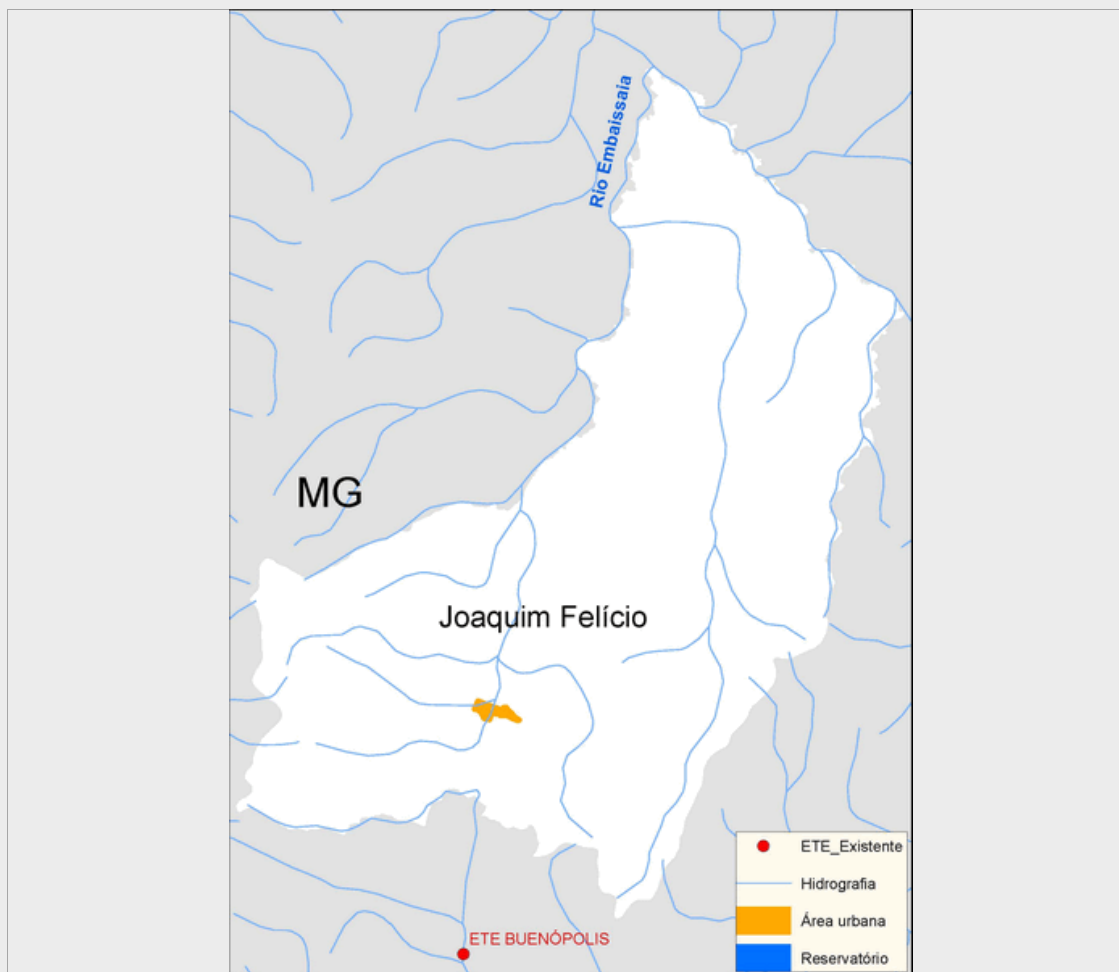 Rio Embaissaia
MG
Joaquim Felício
ETE BUENÓPOLIS
ETE_Existente
Hidrografia
Área urbana
Reservatório